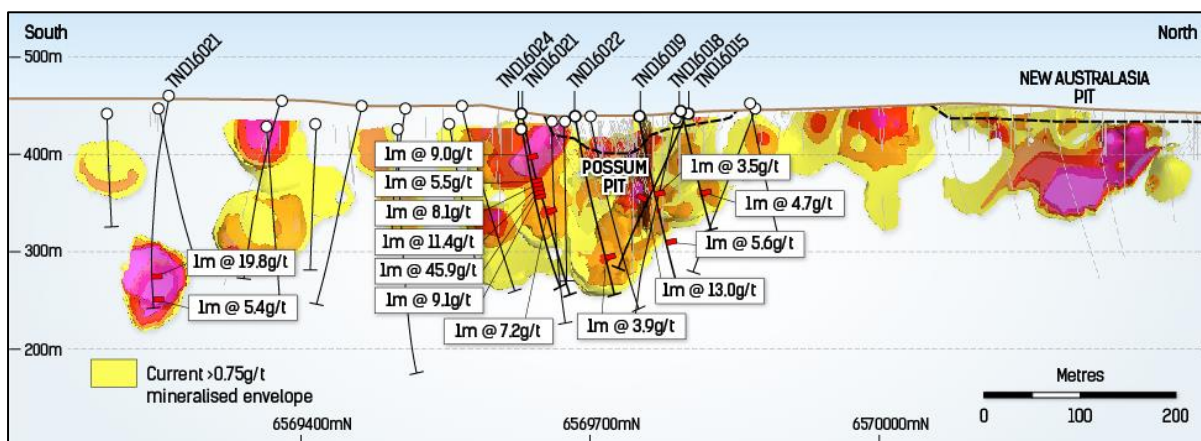 South
North
500m
400m
300m
200m
TND16021
TND16024
TND16021
TND16022
TND16019
TND16018
TND16015
NEW AUSTRALASIA
PIT
POSSUM
PIT
1m @ 9.0g/t
1m @ 5.5g/t
1m @ 8.1g/t
1m @ 11.4g/t
1m @ 45.9g/t
1m @ 9.1g/t
1m @ 7.2g/t
1m @ 3.9g/t
1m @ 3.5g/t
1m @ 4.7g/t
1m @ 5.6g/t
1m @ 13.0g/t
1m @ 19.8g/t
1m @ 5.4g/t
Current >0.75g/t
mineralised envelope
Metres
0 100 200
6569400mN
6569700mN
6570000mN